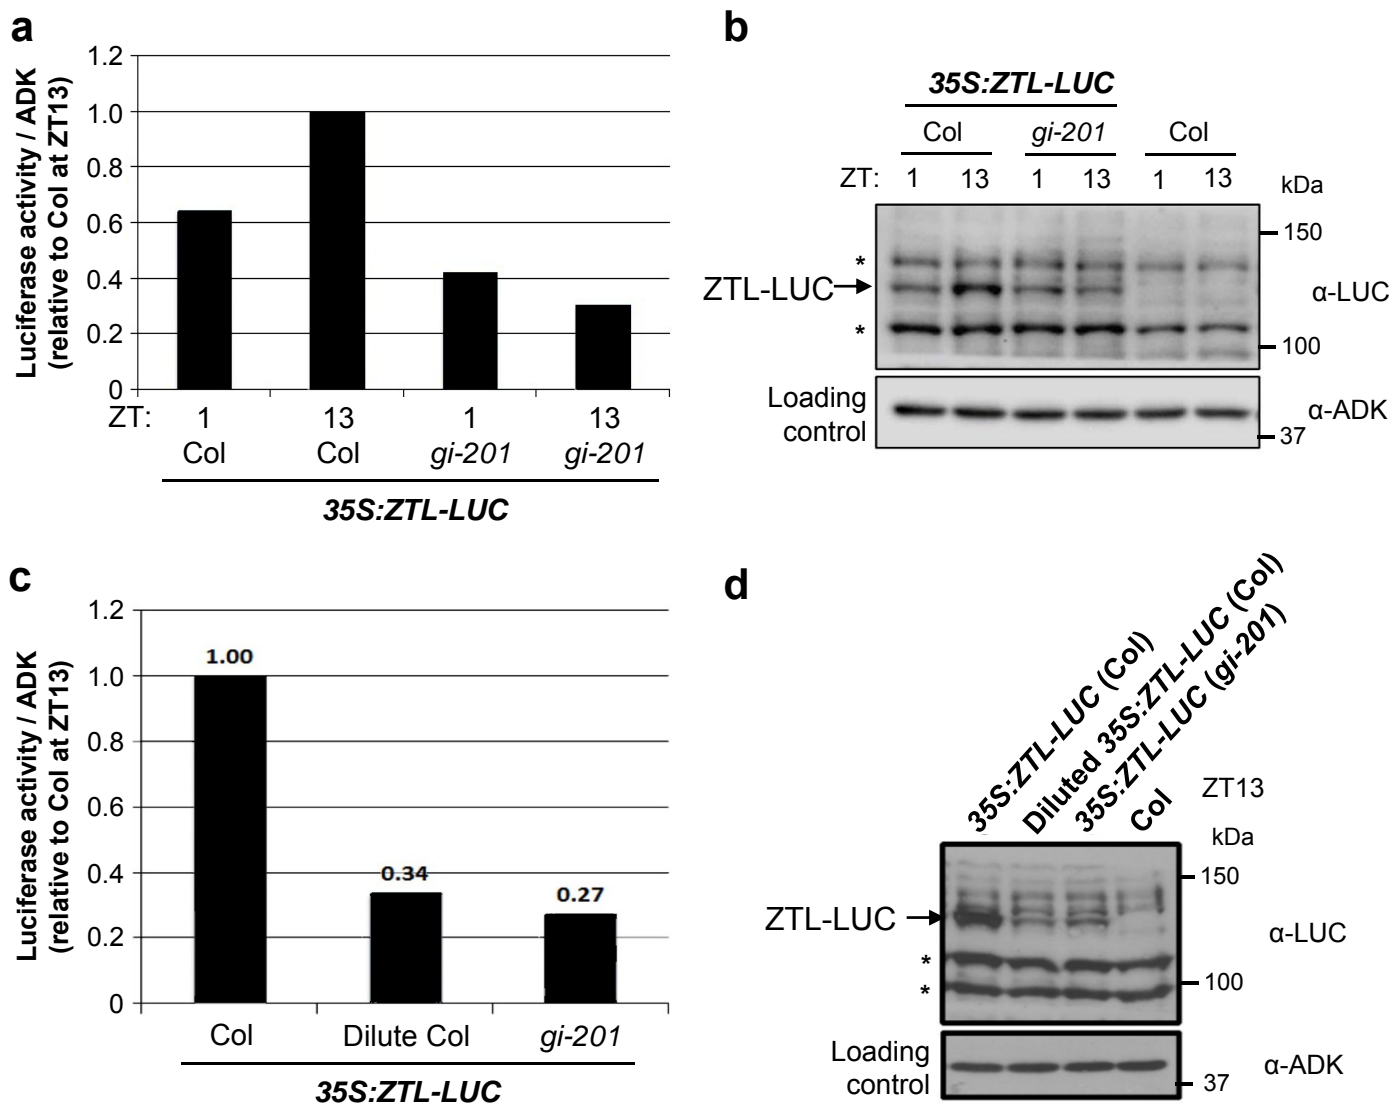 a
Luciferase activity / ADK
(relative to Col at ZT13)
1.2
1.0
0.8
0.6
0.4
0.2
0
ZT: 1 13 1 13
Col Col gi-201 gi-201
35S:ZTL-LUC
b
35S:ZTL-LUC
Col gi-201 Col
ZT: 1 13 1 13 1 13
kDa
150
*
ZTL-LUC
α-LUC
*
100
Loading
control
α-ADK
37
c
Luciferase activity / ADK
(relative to Col at ZT13)
1.2
1.0
0.8
0.6
0.4
0.2
0
1.00
0.34
0.27
Col Dilute Col gi-201
35S:ZTL-LUC
d
35S:ZTL-LUC (Col)
Diluted 35S:ZTL-LUC (Col)
35S:ZTL-LUC (gi-201)
Col
ZT13
kDa
150
ZTL-LUC
α-LUC
*
100
*
Loading
control
α-ADK
37